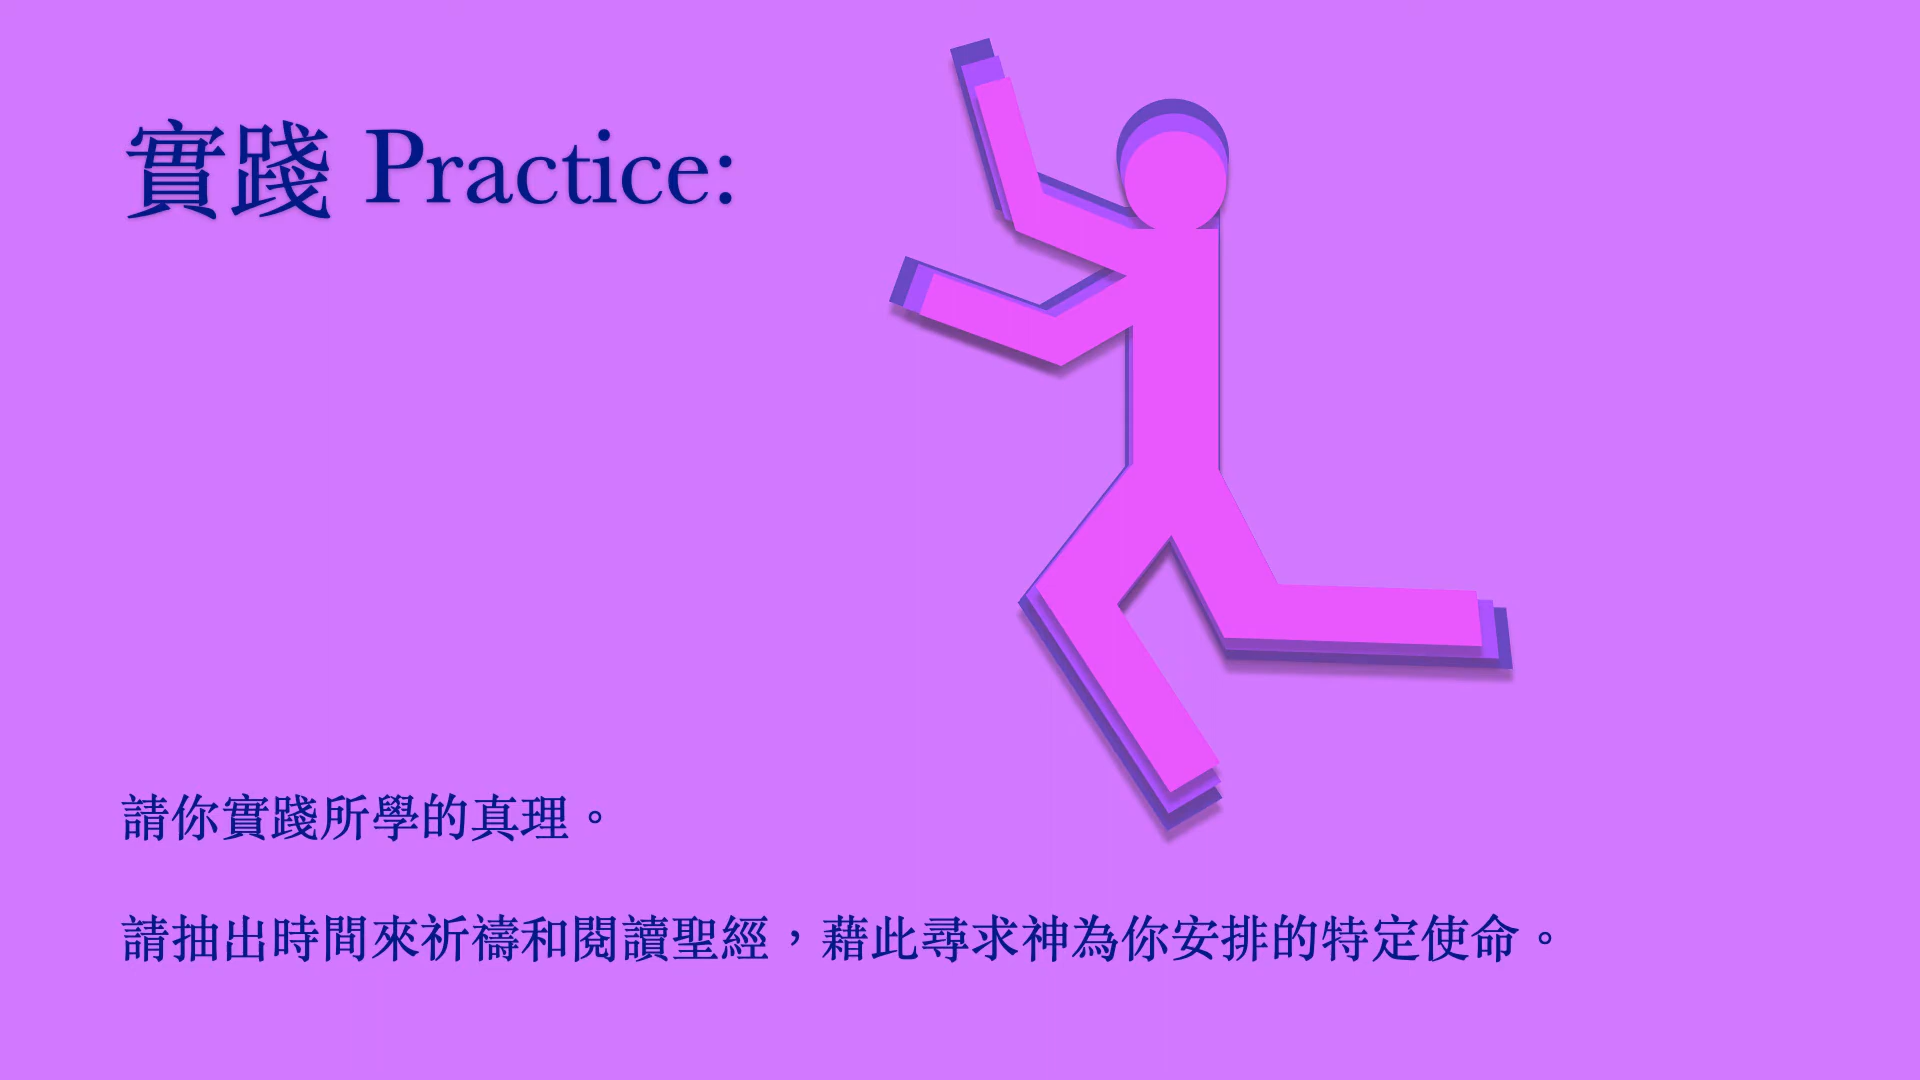 實踐 Practice:
請你實踐所學的真理。
請抽出時間來祈禱和閱讀聖經，藉此尋求神為你安排的特定使命。